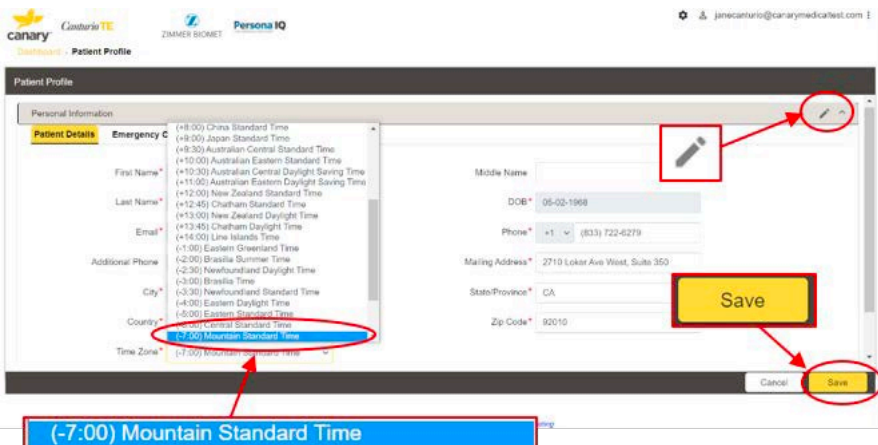 canary
Canturio TE
ZIMMER BIOMET
Persona IQ
janecanturio@canarymedicaltest.com
Dashboard > Patient Profile
Patient Profile
Personal Information
Patient Details Emergency C
First Name*
Last Name*
Email*
Additional Phone
City*
Country*
Time Zone* (-7:00) Mountain Standard Time
(+8:00) China Standard Time
(+9:00) Japan Standard Time
(+9:30) Australian Central Standard Time
(+10:00) Australian Eastern Standard Time
(+10:30) Australian Central Daylight Saving Time
(+11:00) Australian Eastern Daylight Saving Time
(+12:00) New Zealand Standard Time
(+12:45) Chatham Standard Time
(+13:00) New Zealand Daylight Time
(+13:45) Chatham Daylight Time
(+14:00) Line Islands Time
(-1:00) Eastern Greenland Time
(-2:00) Brasilia Summer Time
(-2:30) Newfoundland Daylight Time
(-3:00) Brasilia Time
(-3:30) Newfoundland Standard Time
(-4:00) Eastern Daylight Time
(-5:00) Eastern Standard Time
(-6:00) Central Standard Time
(-7:00) Mountain Standard Time
Middle Name
DOB* 05-02-1968
Phone* +1 (833) 722-6279
Mailing Address* 2710 Loker Ave West, Suite 350
State/Province* CA
Zip Code* 92010
Save
Cancel Save
(-7:00) Mountain Standard Time